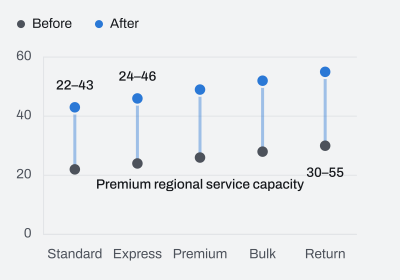 Before After
60
22–43
24–46
40
20
30–55
Premium regional service capacity
0
Standard Express Premium Bulk Return